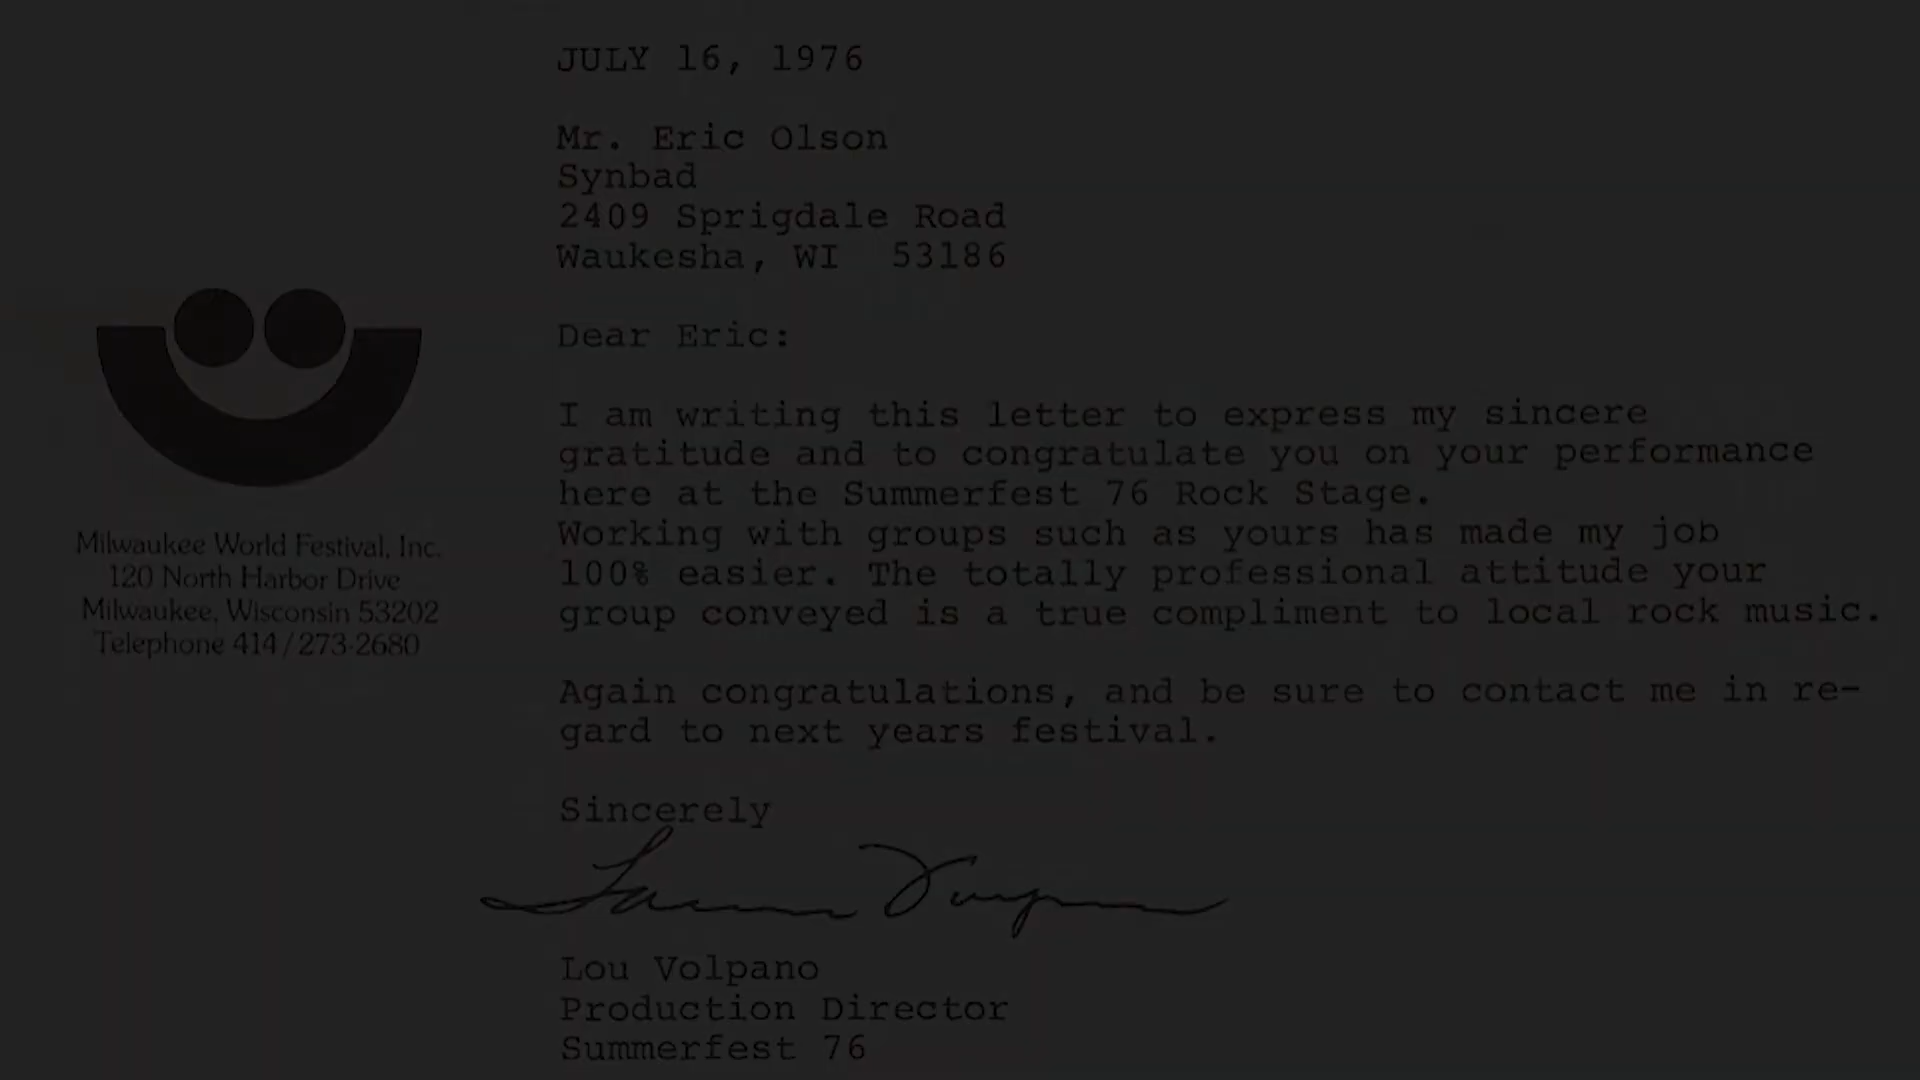 JULY 16, 1976
Mr. Eric Olson
Synbad
2409 Sprigdale Road
Waukesha, WI 53186
Milwaukee World Festival, Inc.
120 North Harbor Drive
Milwaukee, Wisconsin 53202
Telephone 414/273-2680
Dear Eric:
I am writing this letter to express my sincere
gratitude and to congratulate you on your performance
here at the Summerfest 76 Rock Stage.
Working with groups such as yours has made my job
100% easier. The totally professional attitude your
group conveyed is a true compliment to local rock music.
Again congratulations, and be sure to contact me in re-
gard to next years festival.
Sincerely
Lou Volpano
Production Director
Summerfest 76